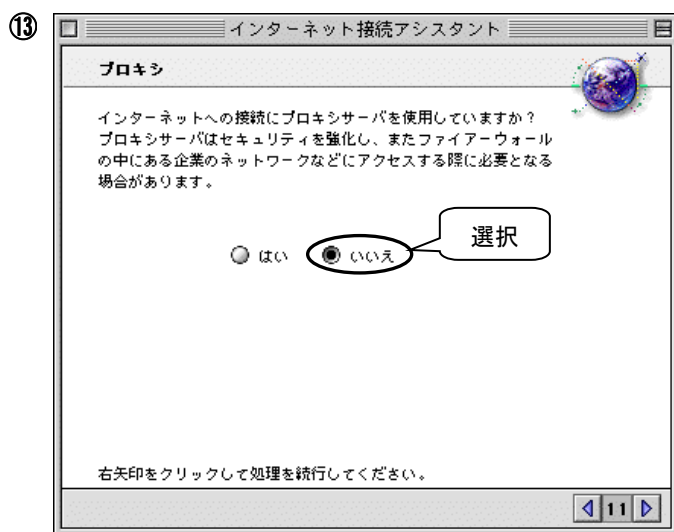 ⑬
インターネット接続アシスタント
プロキシ
インターネットへの接続にプロキシサーバを使用していますか?
プロキシサーバはセキュリティを強化し、またファイアーウォール
の中にある企業のネットワークなどにアクセスする際に必要となる
場合があります。
はい いいえ 選択
右矢印をクリックして処理を続行してください。
11